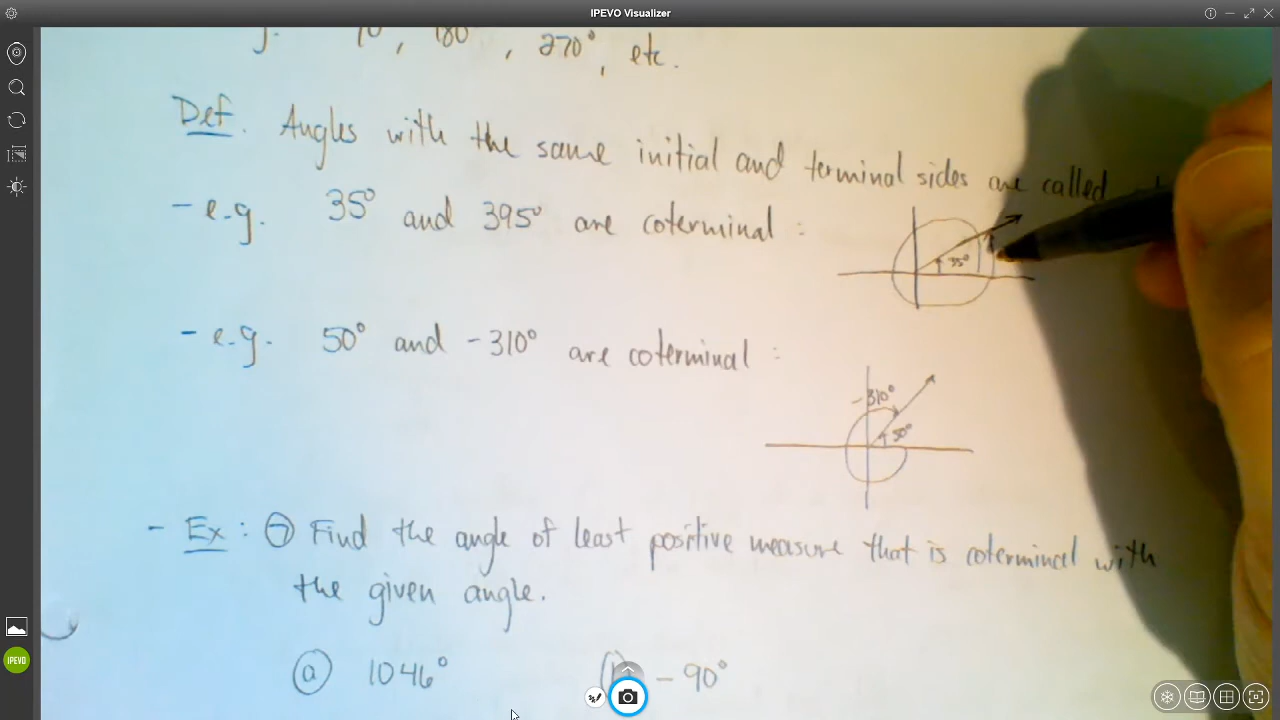 IPEVO Visualizer
180°, 270°, etc.
Def. Angles with the same initial and terminal sides are called
- e.g. 35° and 395° are coterminal :
35°
- e.g. 50° and -310° are coterminal :
-310°
50°
- Ex: 7 Find the angle of least positive measure that is coterminal with
the given angle.
IPEVO
a 1046° -90°